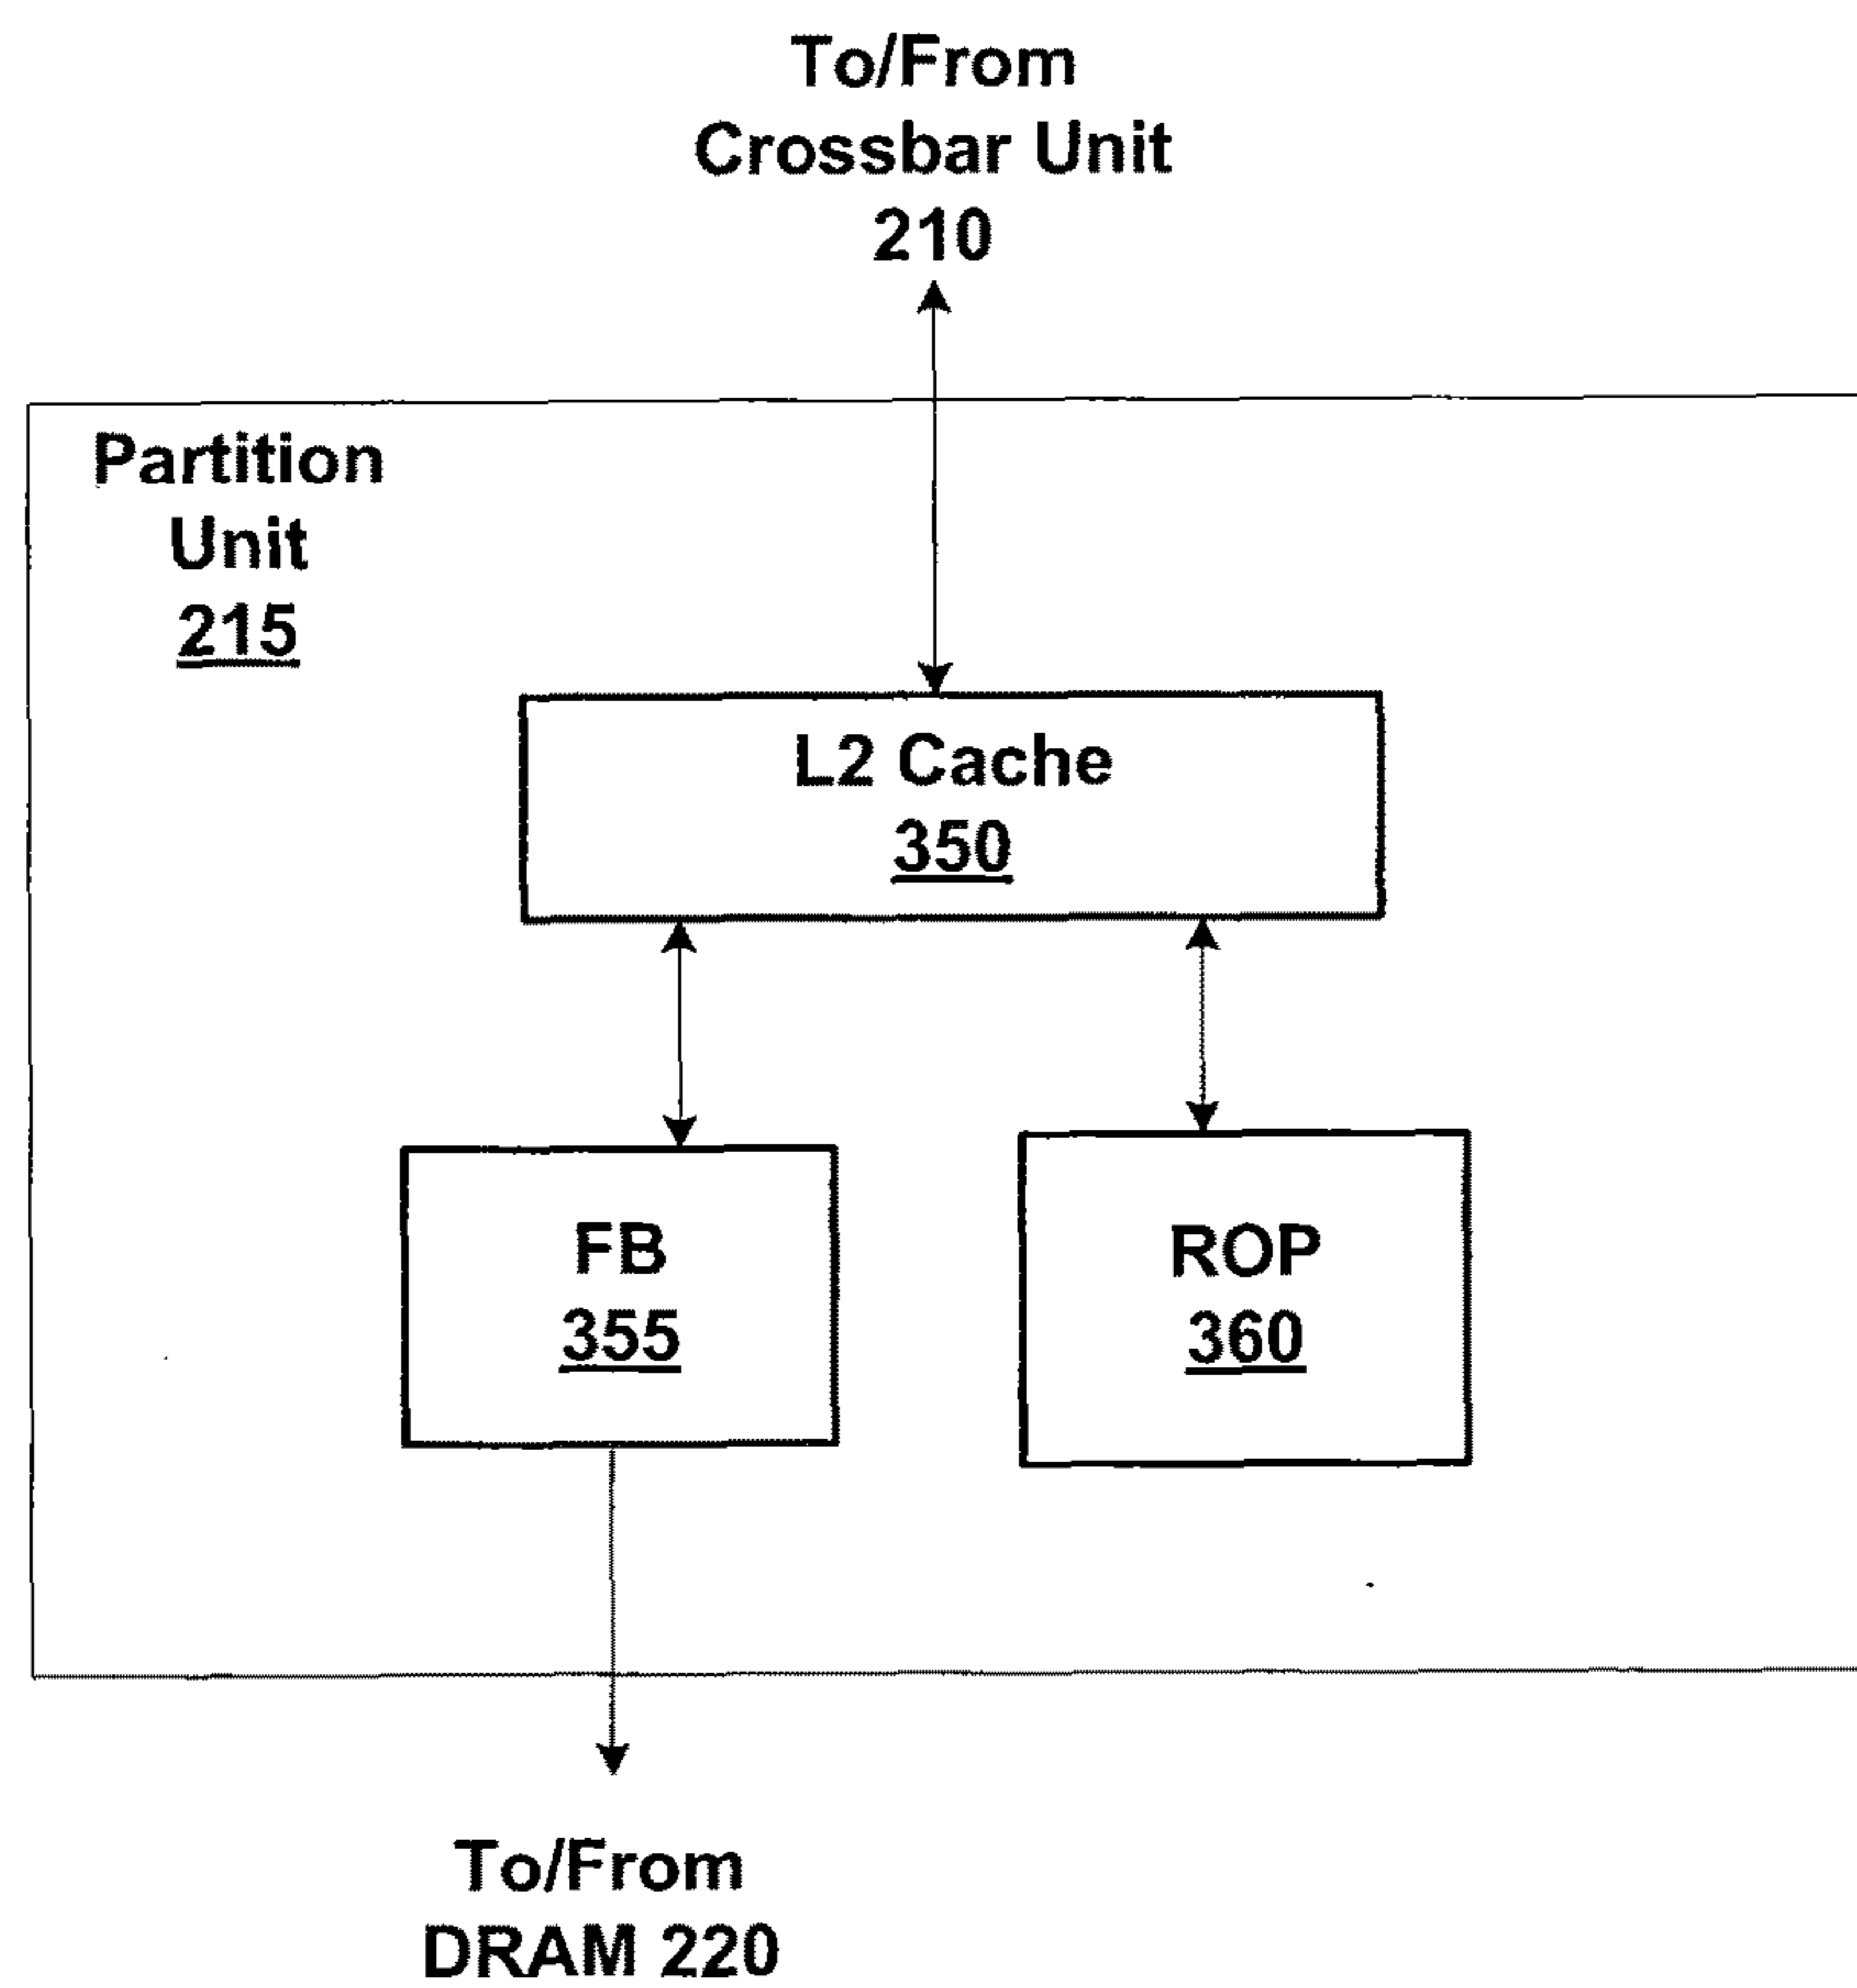 To/From
Crossbar Unit
210
Partition
Unit
215
L2 Cache
350
FB
355
ROP
360
To/From
DRAM 220